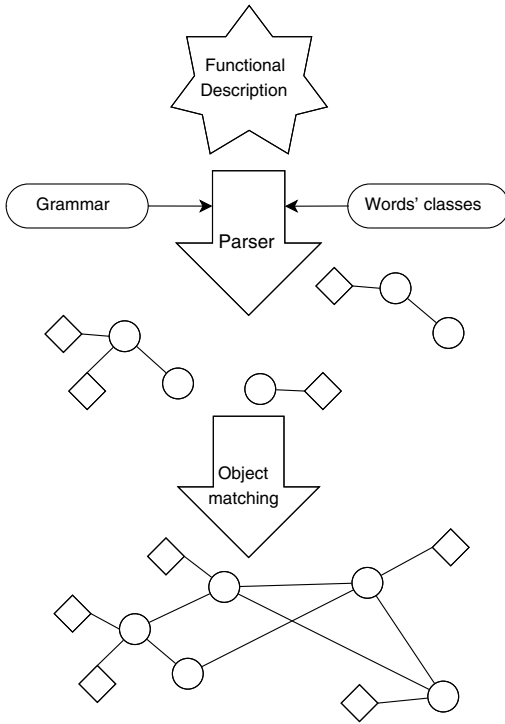 Functional
Description
Grammar
Words' classes
Parser
Object
matching